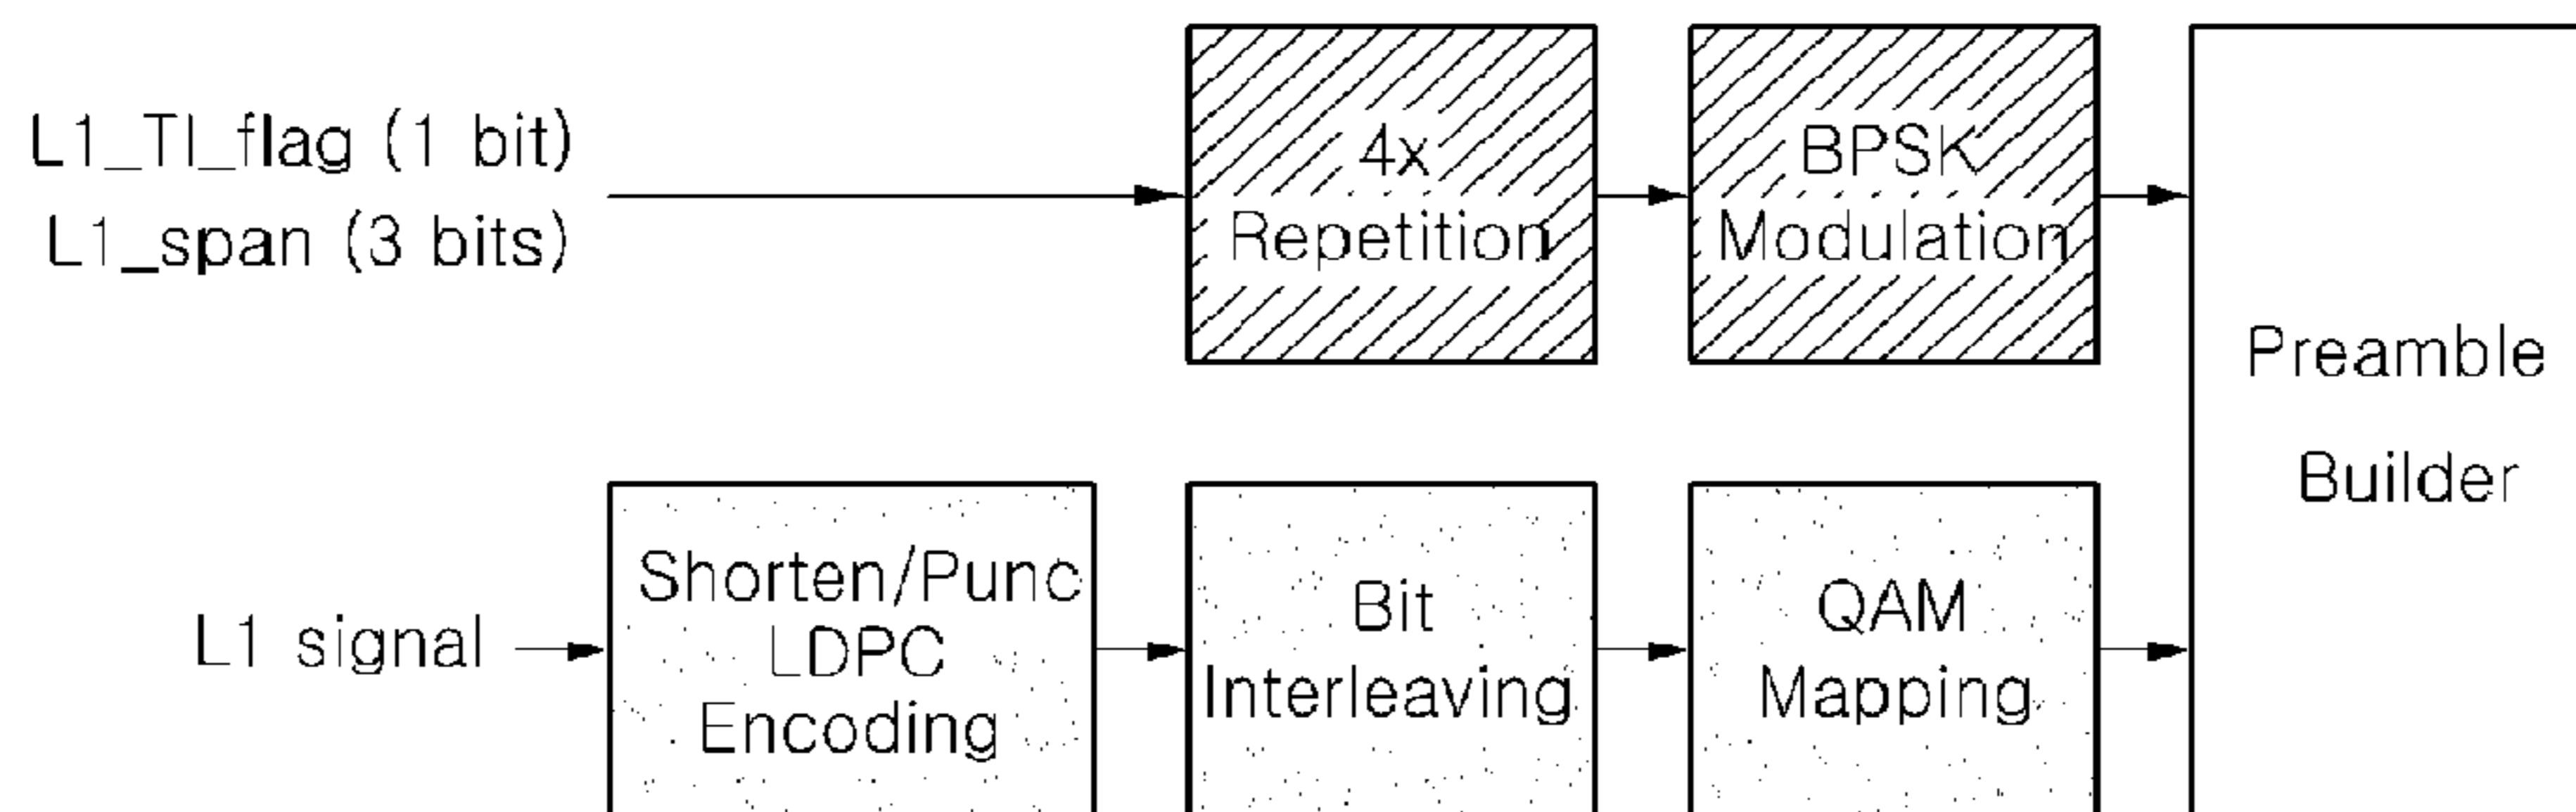 L1_TI_flag (1 bit)
L1_span (3 bits)
4x
Repetition
BPSK
Modulation
Preamble
Builder
L1 signal
Shorten/Punc
LDPC
Encoding
Bit
Interleaving
QAM
Mapping